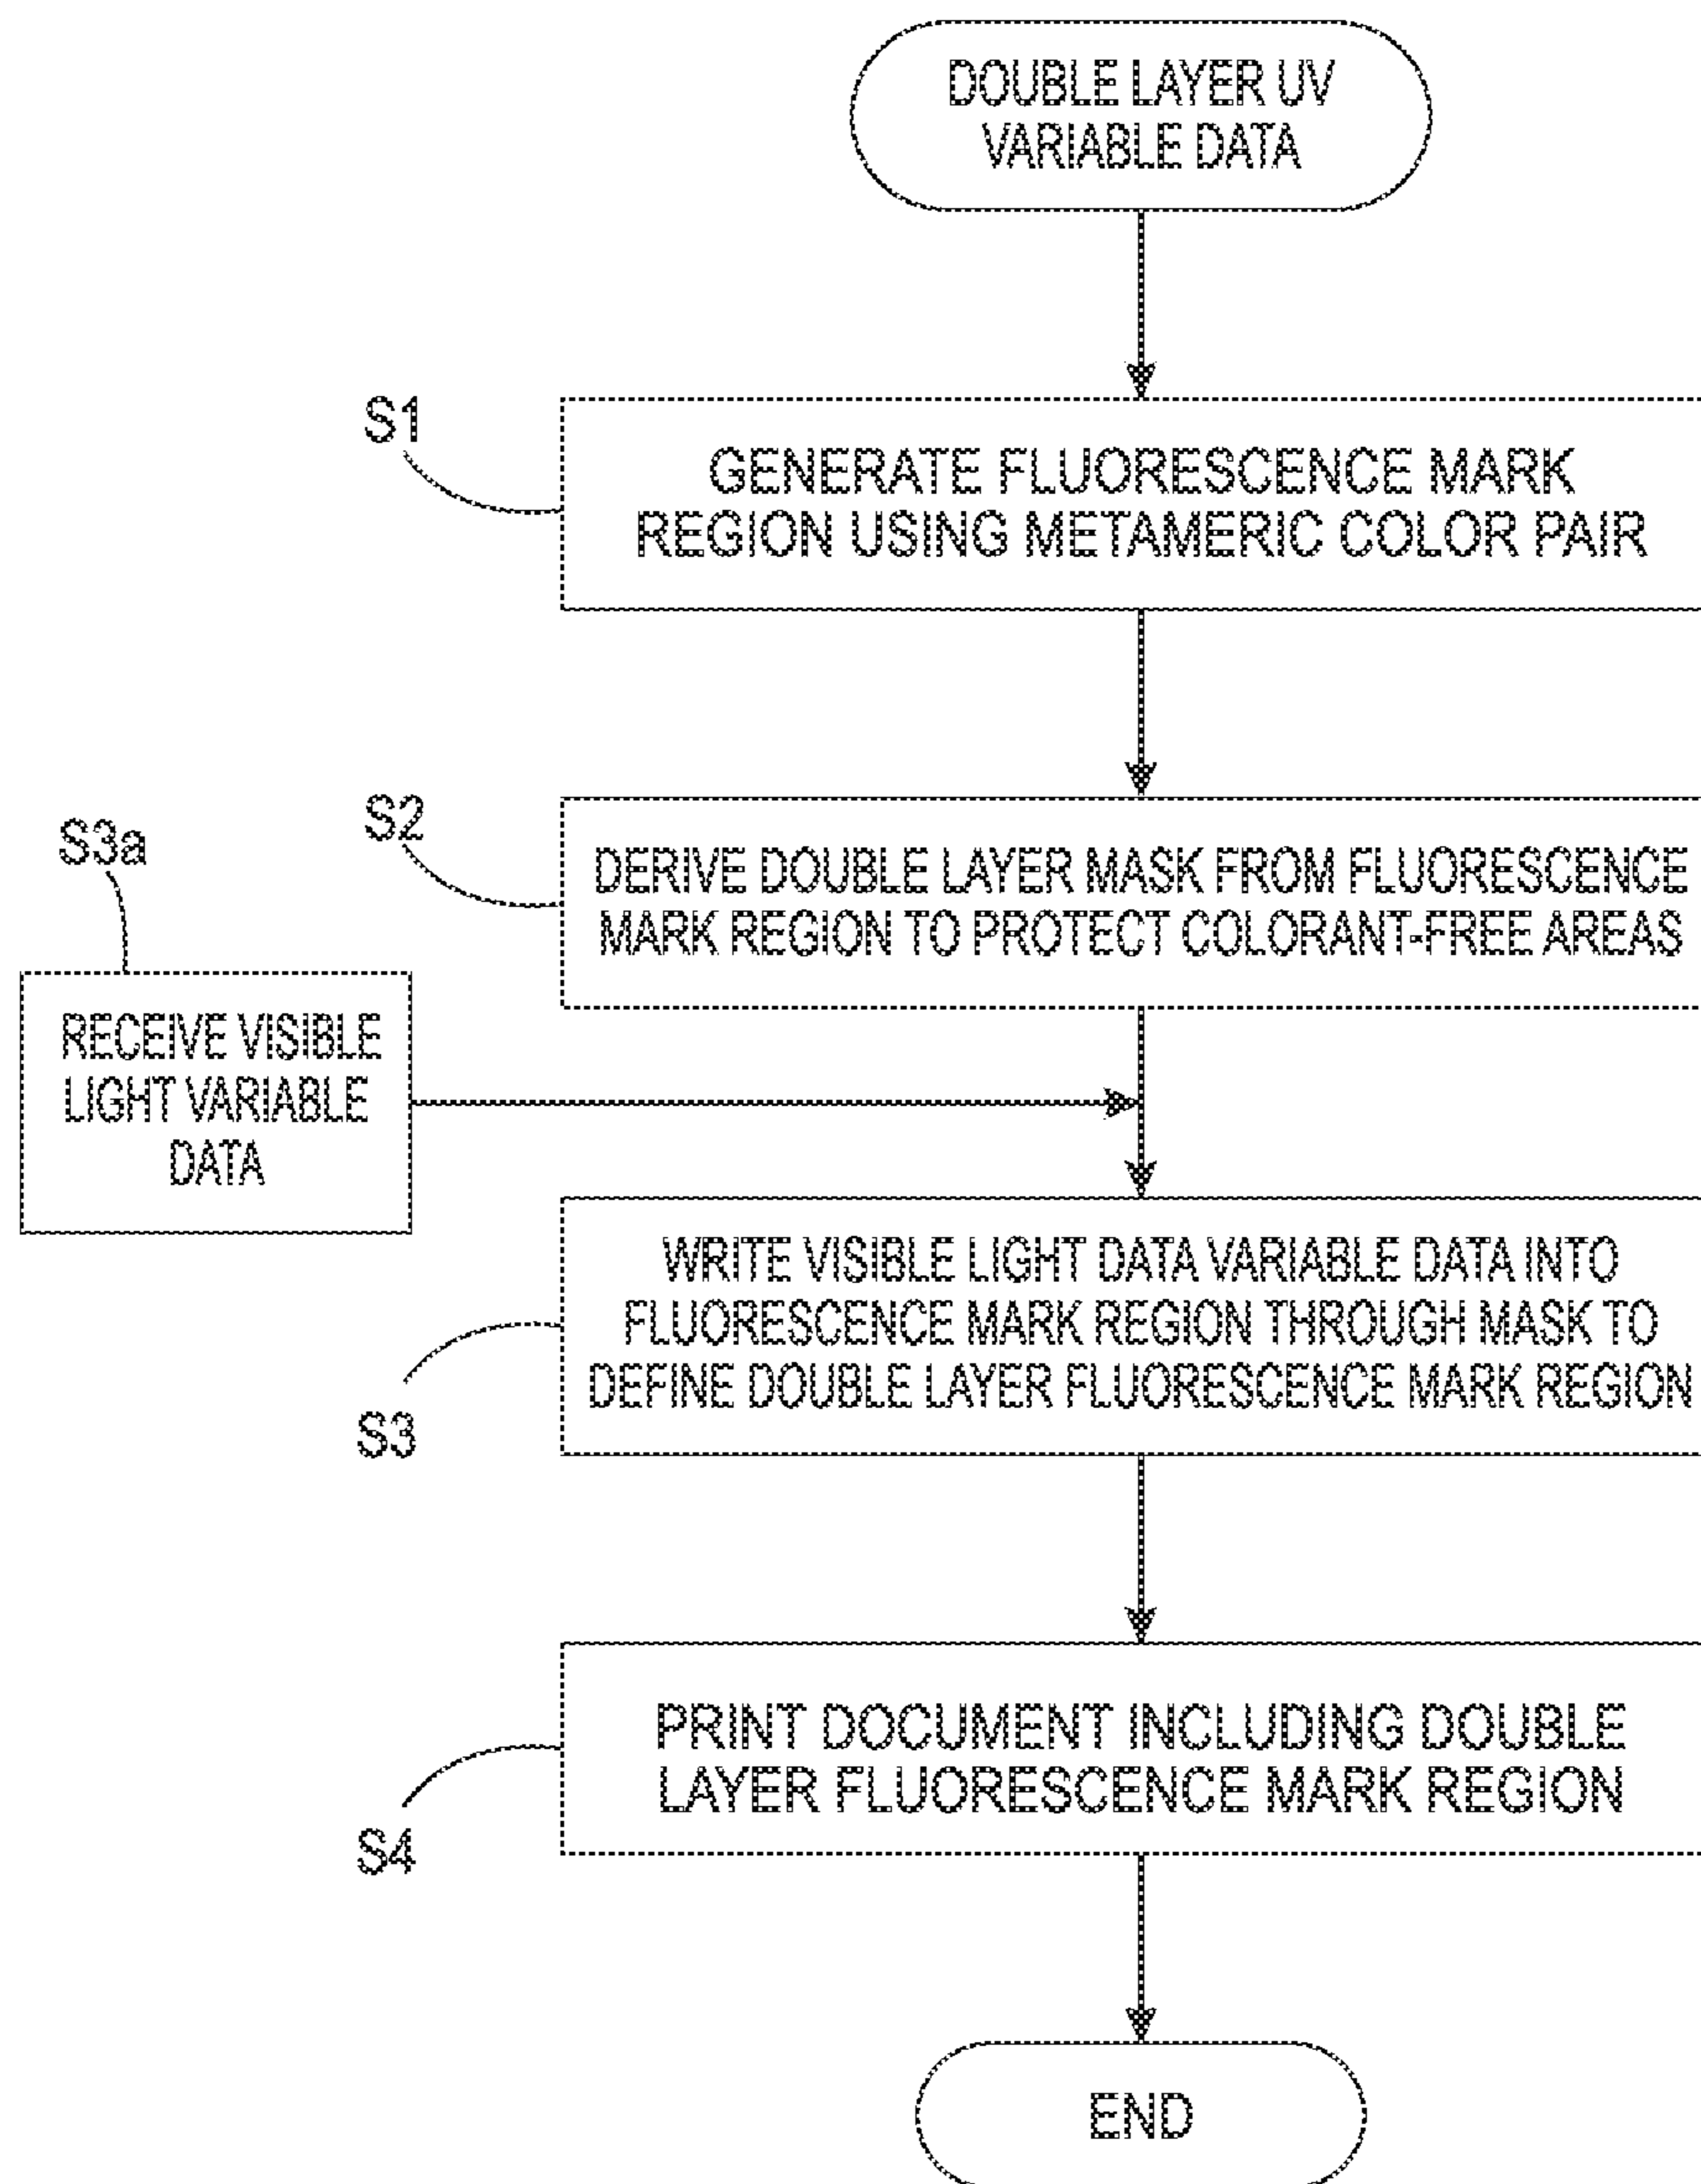 DOUBLE LAYER UV
VARIABLE DATA
S1
GENERATE FLUORESCENCE MARK
REGION USING METAMERIC COLOR PAIR
S2
DERIVE DOUBLE LAYER MASK FROM FLUORESCENCE
MARK REGION TO PROTECT COLORANT-FREE AREAS
S3a
RECEIVE VISIBLE
LIGHT VARIABLE
DATA
WRITE VISIBLE LIGHT DATA VARIABLE DATA INTO
FLUORESCENCE MARK REGION THROUGH MASK TO
DEFINE DOUBLE LAYER FLUORESCENCE MARK REGION
S3
PRINT DOCUMENT INCLUDING DOUBLE
LAYER FLUORESCENCE MARK REGION
S4
END